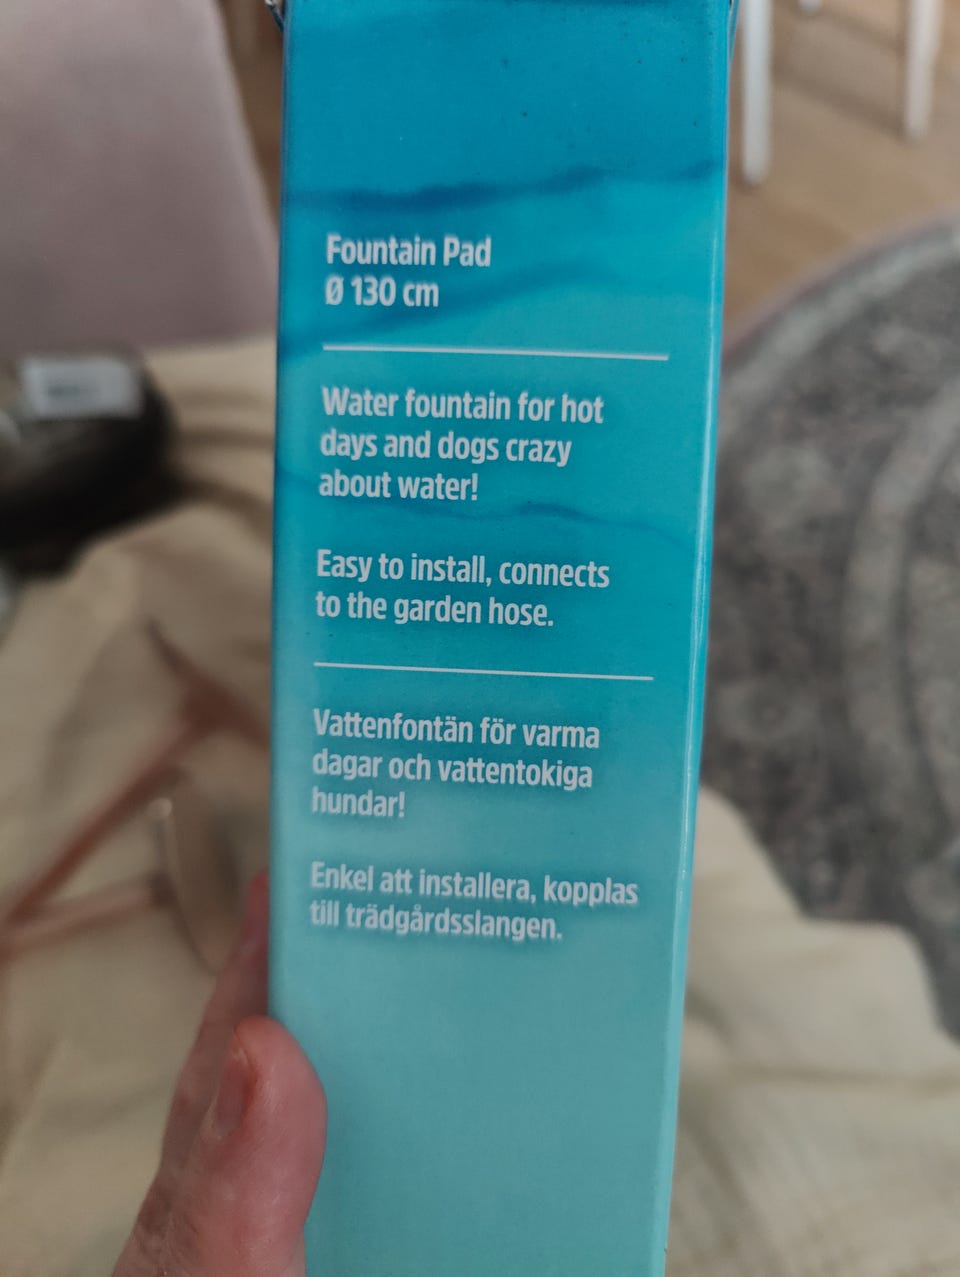 Fountain Pad
Ø 130 cm
Water fountain for hot
days and dogs crazy
about water!
Easy to install, connects
to the garden hose.
Vattenfontän för varma
dagar och vattentokiga
hundar!
Enkel att installera, kopplas
till trädgårdsslangen.